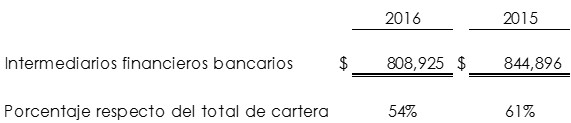 2016 2015
Intermediarios financieros bancarios $ 808,925 $ 844,896
Porcentaje respecto del total de cartera 54% 61%